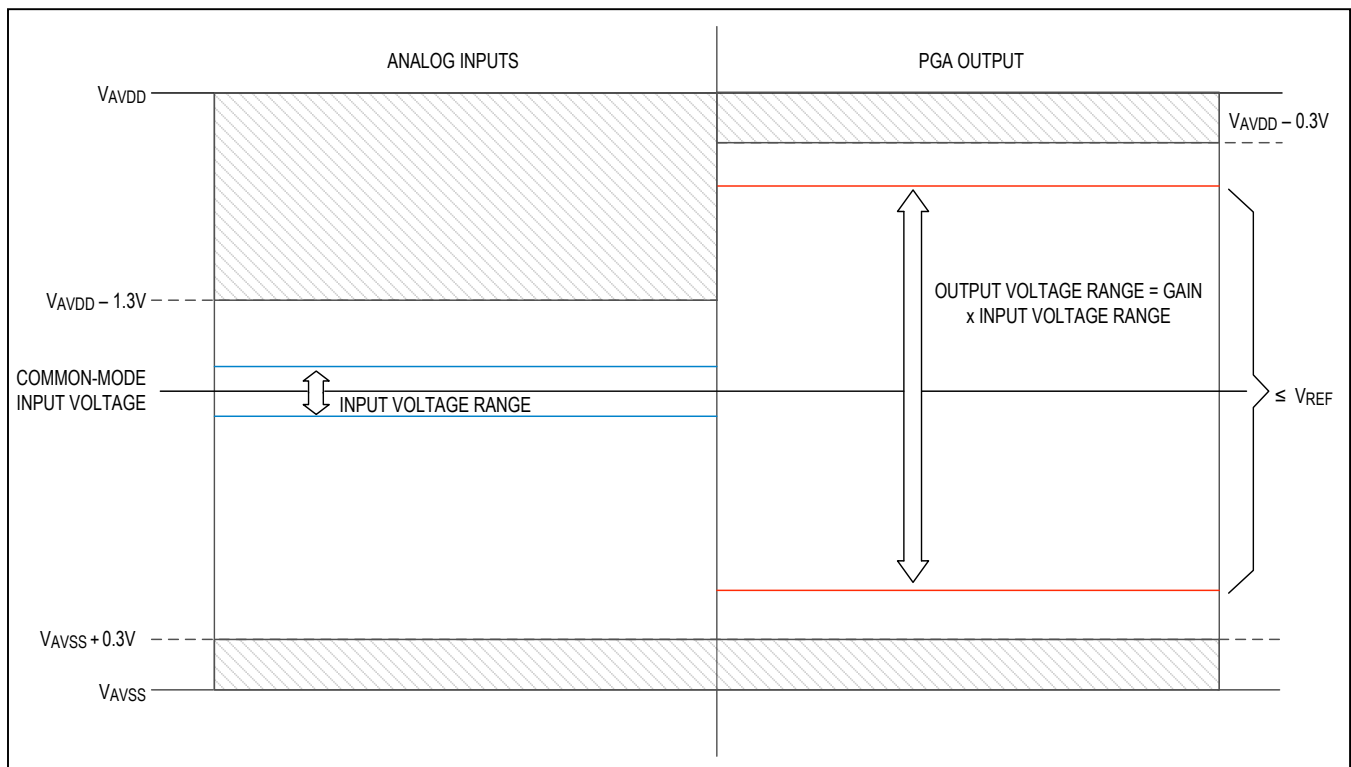 ANALOG INPUTS
PGA OUTPUT
VAVDD
VAVDD – 0.3V
VAVDD – 1.3V
OUTPUT VOLTAGE RANGE = GAIN
x INPUT VOLTAGE RANGE
COMMON-MODE
INPUT VOLTAGE
INPUT VOLTAGE RANGE
≤ VREF
VAVSS + 0.3V
VAVSS